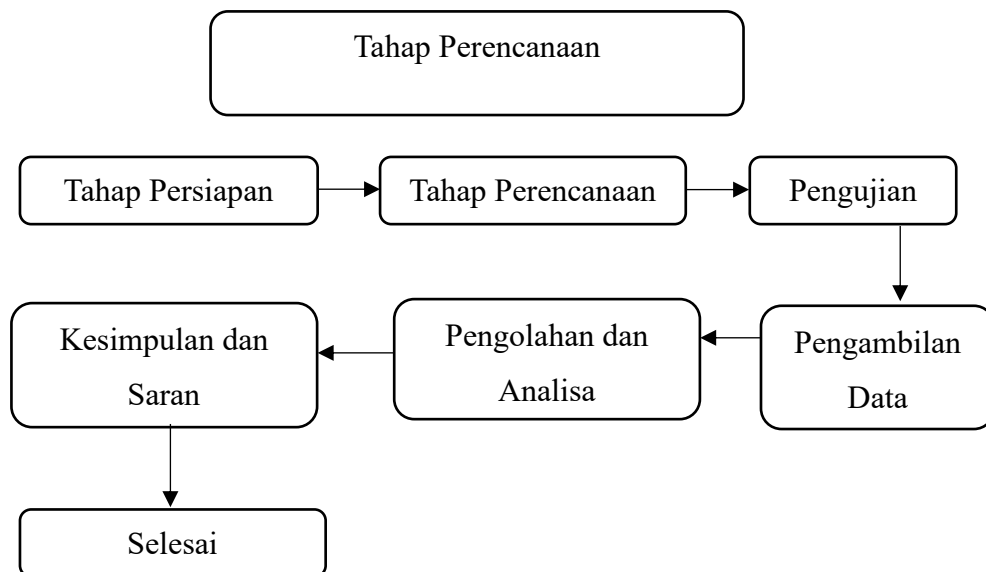 Tahap Perencanaan
Tahap Persiapan
Tahap Perencanaan
Pengujian
Kesimpulan dan
Saran
Pengolahan dan
Analisa
Pengambilan
Data
Selesai